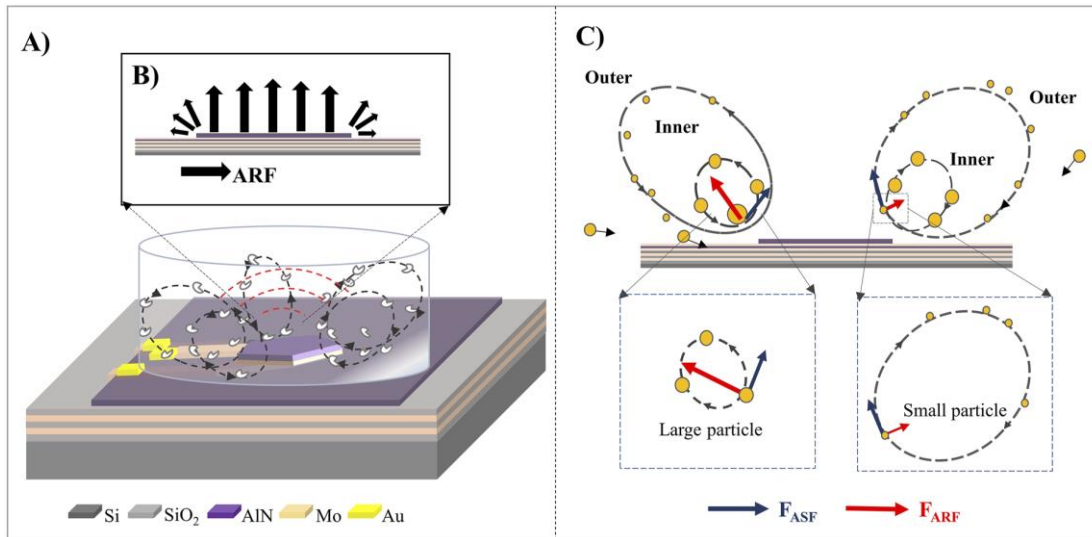 A)
B)
ARF
Si
SiO₂
AlN
Mo
Au
C)
Outer
Inner
Outer
Inner
Large particle
Small particle
F_ASF
F_ARF